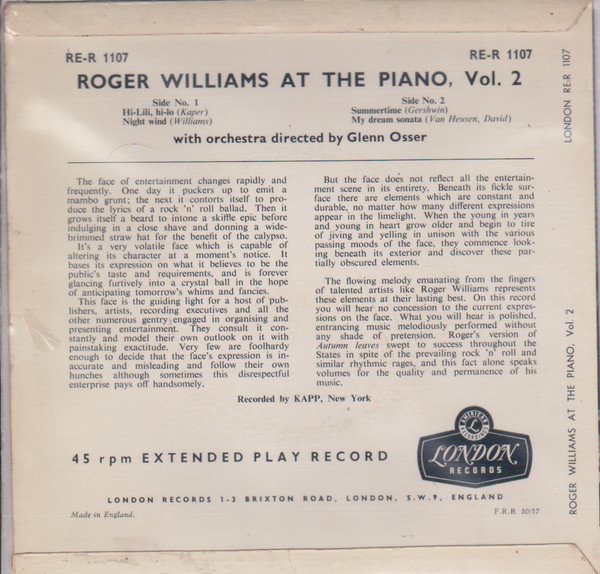 RE-R 1107
RE-R 1107
ROGER WILLIAMS AT THE PIANO, Vol. 2
Side No. 1
Hi-Lili, hi-lo (Kaper)
Night wind (Williams)
Side No. 2
Summertime (Gershwin)
My dream sonata (Van Heusen, David)
with orchestra directed by Glenn Osser
The face of entertainment changes rapidly and
frequently. One day it puckers up to emit a
mambo grunt; the next it contorts itself to pro-
duce the lyrics of a rock 'n' roll ballad. Then it
grows itself a beard to intone a skiffle epic before
indulging in a close shave and donning a wide-
brimmed straw hat for the benefit of the calypso.
It's a very volatile face which is capable of
altering its character at a moment's notice. It
bases its expression on what it believes to be the
public's taste and requirements, and is forever
glancing furtively into a crystal ball in the hope
of anticipating tomorrow's whims and fancies.
This face is the guiding light for a host of pub-
lishers, artists, recording executives and all the
other numerous gentry engaged in organising and
presenting entertainment. They consult it con-
stantly and model their own outlook on it with
painstaking exactitude. Very few are foolhardy
enough to decide that the face's expression is in-
accurate and misleading and follow their own
hunches although sometimes this disrespectful
enterprise pays off handsomely.
But the face does not reflect all the entertain-
ment scene in its entirety. Beneath its fickle sur-
face there are elements which are constant and
durable, no matter how many different expressions
appear in the limelight. When the young in years
and young in heart grow older and begin to tire
of jiving and yelling in unison with the various
passing moods of the face, they commence look-
ing beneath its exterior and discover these par-
tially obscured elements.
The flowing melody emanating from the fingers
of talented artists like Roger Williams the represents
these elements at their lasting best. On this record
you will hear no concession to the current expres-
sions on the face. What you will hear is polished,
entrancing music melodiously performed without
any shade of pretension. Roger's version of
Autumn leaves swept to success throughout the
States in spite of the prevailing rock 'n' roll and
similar rhythmic rages, and this fact alone speaks
volumes for the quality and permanence of his
music.
Recorded by KAPP, New York
45 rpm EXTENDED PLAY RECORD
AMERICAN
L
RECORDINGS
LONDON
RECORDS
LONDON RECORDS 1-3 BRIXTON ROAD, LONDON, S.W.9, ENGLAND
Made in England.
F.R.B. 10/57
LONDON RE-R 1107
ROGER WILLIAMS AT THE PIANO, Vol. 2